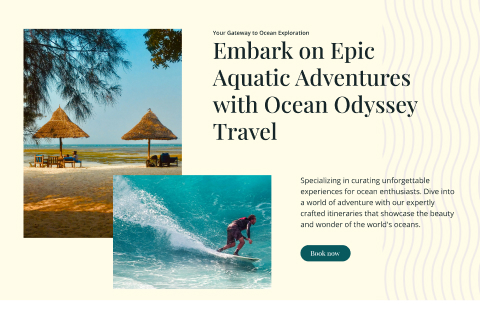 Your Gateway to Ocean Exploration
Embark on Epic
Aquatic Adventures
with Ocean Odyssey
Travel
Specializing in curating unforgettable
experiences for ocean enthusiasts. Dive into
a world of adventure with our expertly
crafted itineraries that showcase the beauty
and wonder of the world's oceans.
Book now